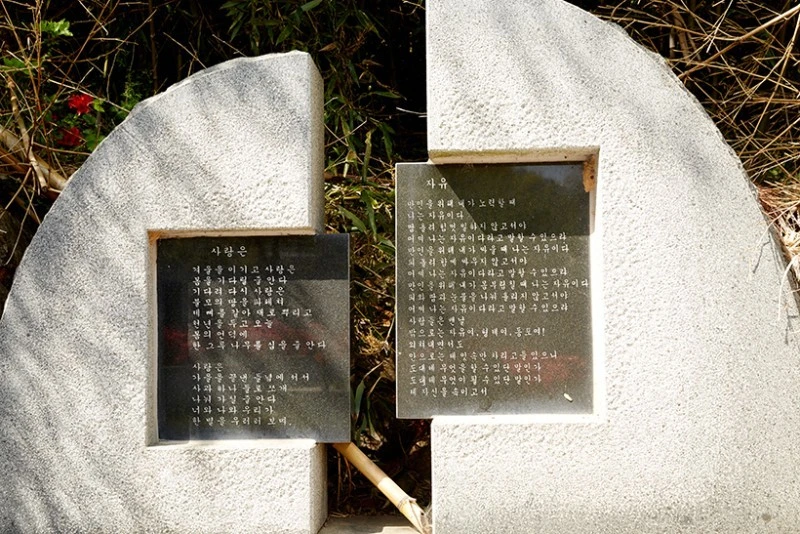 사랑은
겨울을 이기고 사랑은
봄을 기다릴 줄 안다
기다려 다시 사랑은
불모의 땅을 파헤쳐
제 뼈를 갈아 재로 뿌리고
천년을 두고 오늘
봄의 언덕에
한 그루 나무를 심을 줄 안다
사랑은
가을을 끝낸 들녘에 서서
사과 하나 둘로 쪼개
나눠 가질 줄 안다
너와 나와 우리가
한 별을 우러러 보며.
자유
만인을 위해 내가 노력할 때
나는 자유이다
땀 흘려 힘껏 일하지 않고서야
어찌 나는 자유이다라고 말할 수 있으랴
만인을 위해 내가 싸울 때 나는 자유이다
피 흘려 함께 싸우지 않고서야
어찌 나는 자유이다라고 말할 수 있으랴
만인을 위해 내가 몸부림칠 때 나는 자유이다
피와 땀과 눈물을 나눠 흘리지 않고서야
어찌 나는 자유이다라고 말할 수 있으랴
사람들은 맨날
밖으로는 자유여, 형제여, 동포여!
외쳐대면서도
안으로는 제 잇속만 차리고들 있으니
도대체 무엇을 할 수 있단 말인가
도대체 무엇이 될 수 있단 말인가
제 자신을 속이고서